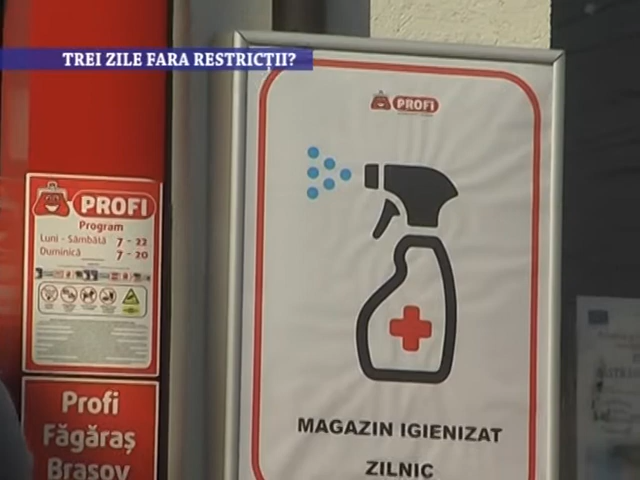 TREI ZILE FARA RESTRICȚII?
PROFI
PROFI
Program
Luni - Sâmbătă 7 - 22
Duminică 7 - 20
Profi
Făgăraș
Brașov
MAGAZIN IGIENIZAT
ZILNIC